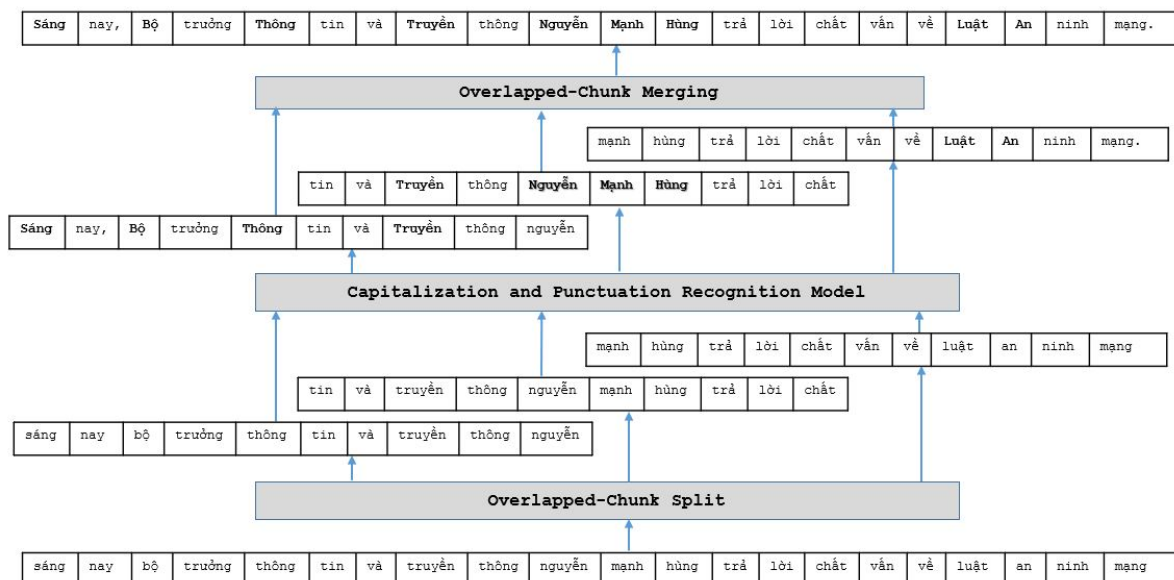 Sáng nay, Bộ trưởng Thông tin và Truyền thông Nguyễn Mạnh Hùng trả lời chất vấn về Luật An ninh mạng.
Overlapped-Chunk Merging
mạnh hùng trả lời chất vấn về Luật An ninh mạng.
tin và Truyền thông Nguyễn Mạnh Hùng trả lời chất
Sáng nay, Bộ trưởng Thông tin và Truyền thông nguyễn
Capitalization and Punctuation Recognition Model
mạnh hùng trả lời chất vấn về luật an ninh mạng
tin và truyền thông nguyễn mạnh hùng trả lời chất
sáng nay bộ trưởng thông tin và truyền thông nguyễn
Overlapped-Chunk Split
sáng nay bộ trưởng thông tin và truyền thông nguyễn mạnh hùng trả lời chất vấn về luật an ninh mạng